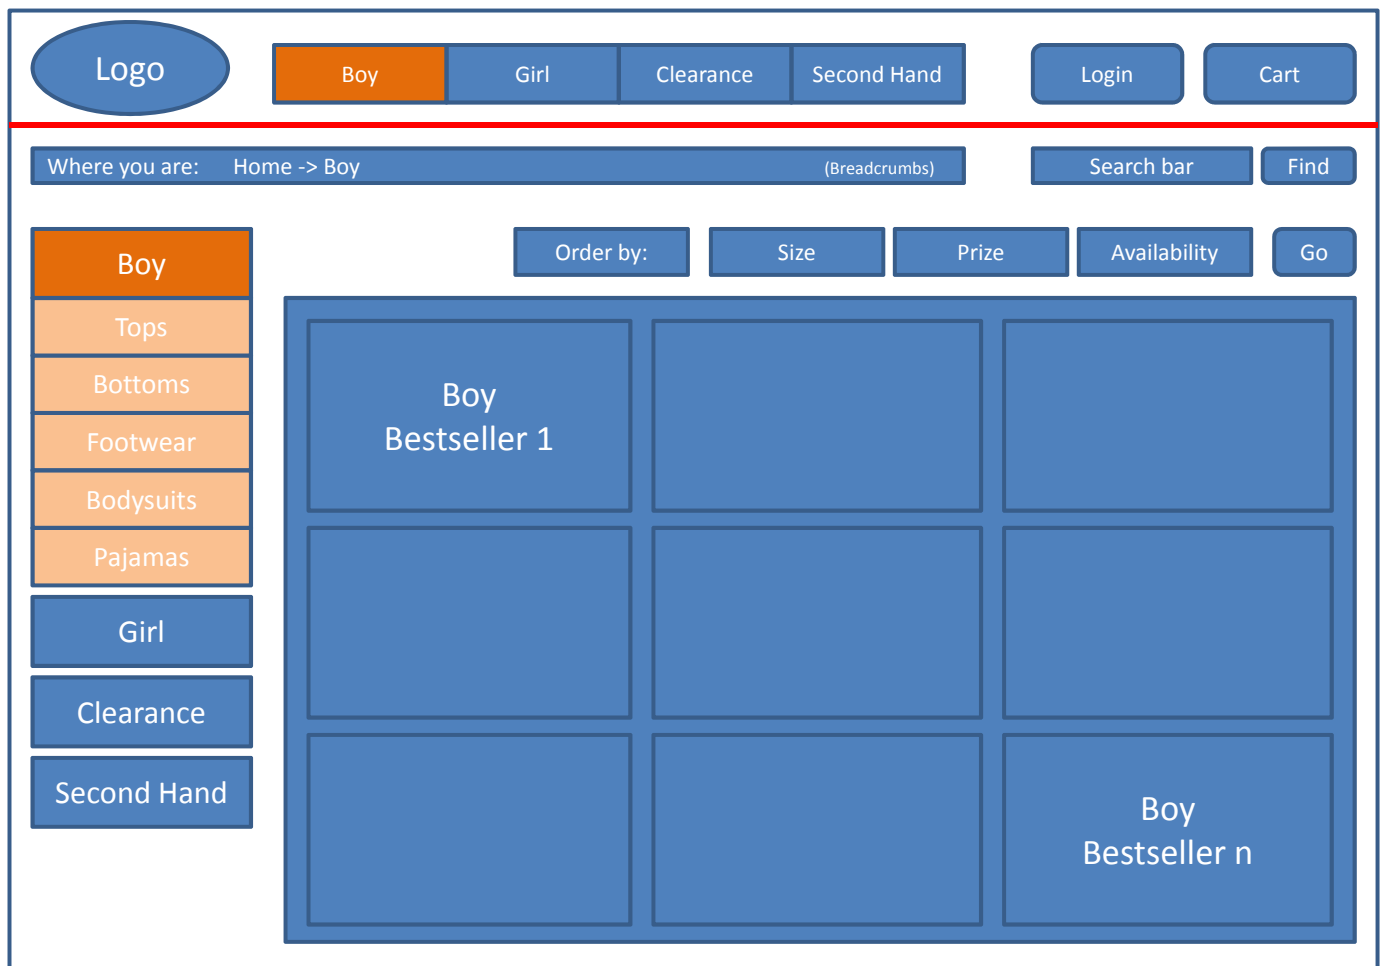 Logo
Boy Girl Clearance Second Hand
Login Cart
Where you are: Home -> Boy (Breadcrumbs)
Search bar Find
Order by: Size Prize Availability Go
Boy
Tops
Bottoms
Footwear
Bodysuits
Pajamas
Girl
Clearance
Second Hand
Boy
Bestseller 1
Boy
Bestseller n